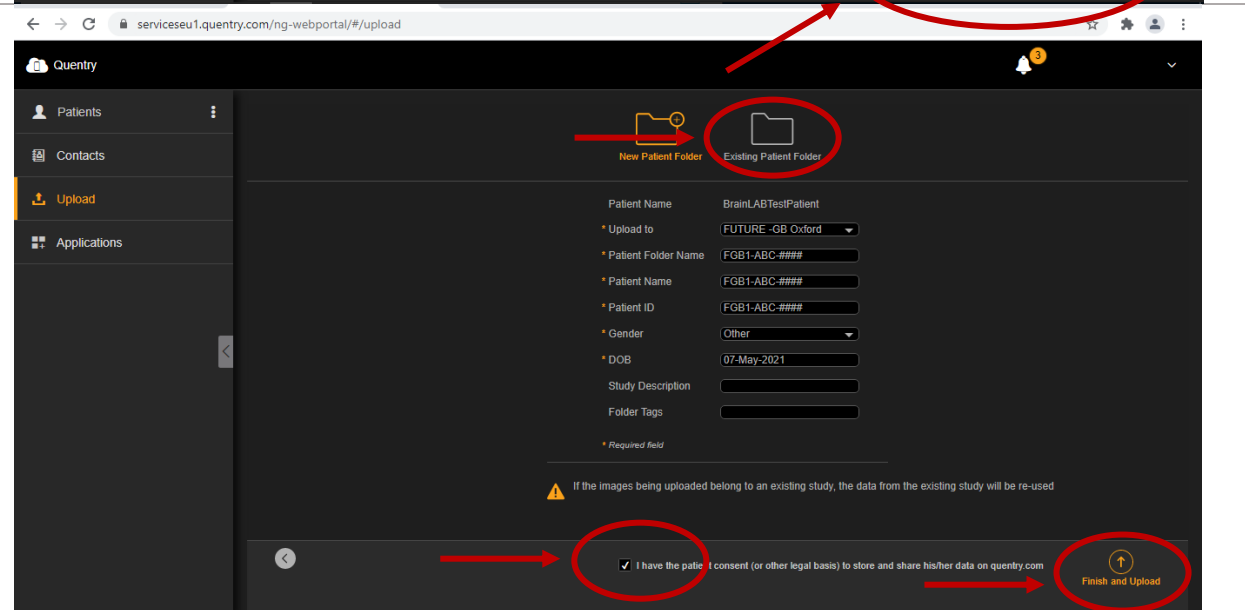 serviceseu1.quentry.com/ng-webportal/#/upload
Quentry
3
Patients
Contacts
Upload
Applications
New Patient Folder
Existing Patient Folder
Patient Name BrainLABTestPatient
* Upload to FUTURE -GB Oxford
* Patient Folder Name FGB1-ABC-####
* Patient Name FGB1-ABC-####
* Patient ID FGB1-ABC-####
* Gender Other
* DOB 07-May-2021
Study Description
Folder Tags
* Required field
If the images being uploaded belong to an existing study, the data from the existing study will be re-used
I have the patient consent (or other legal basis) to store and share his/her data on quentry.com
Finish and Upload